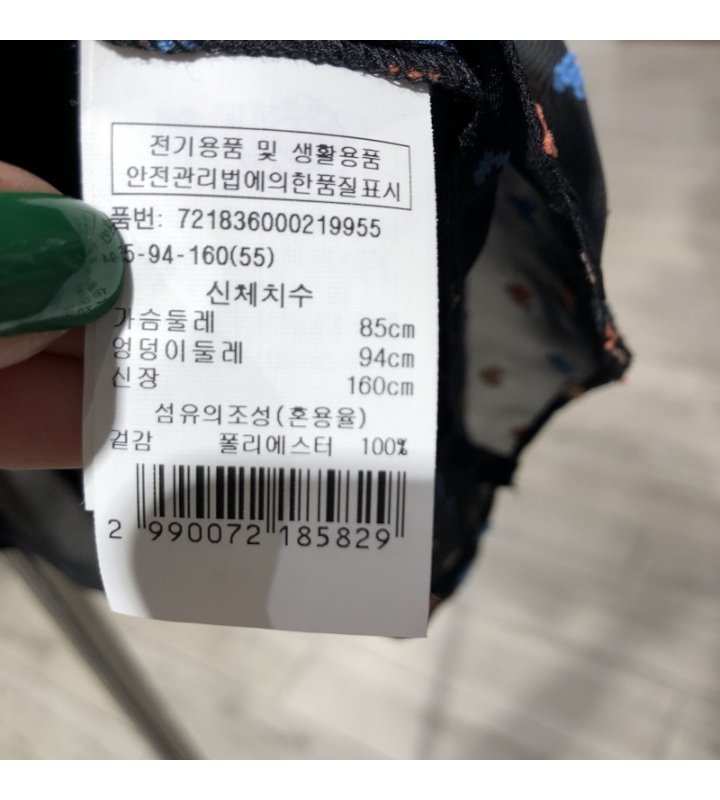 전기용품 및 생활용품
안전관리법에의한품질표시
품번: 721836000219955
5-94-160(55)
신체치수
가슴둘레 85cm
엉덩이둘레 94cm
신장 160cm
섬유의조성(혼용율)
겉감 폴리에스터 100%
2 990072 185829